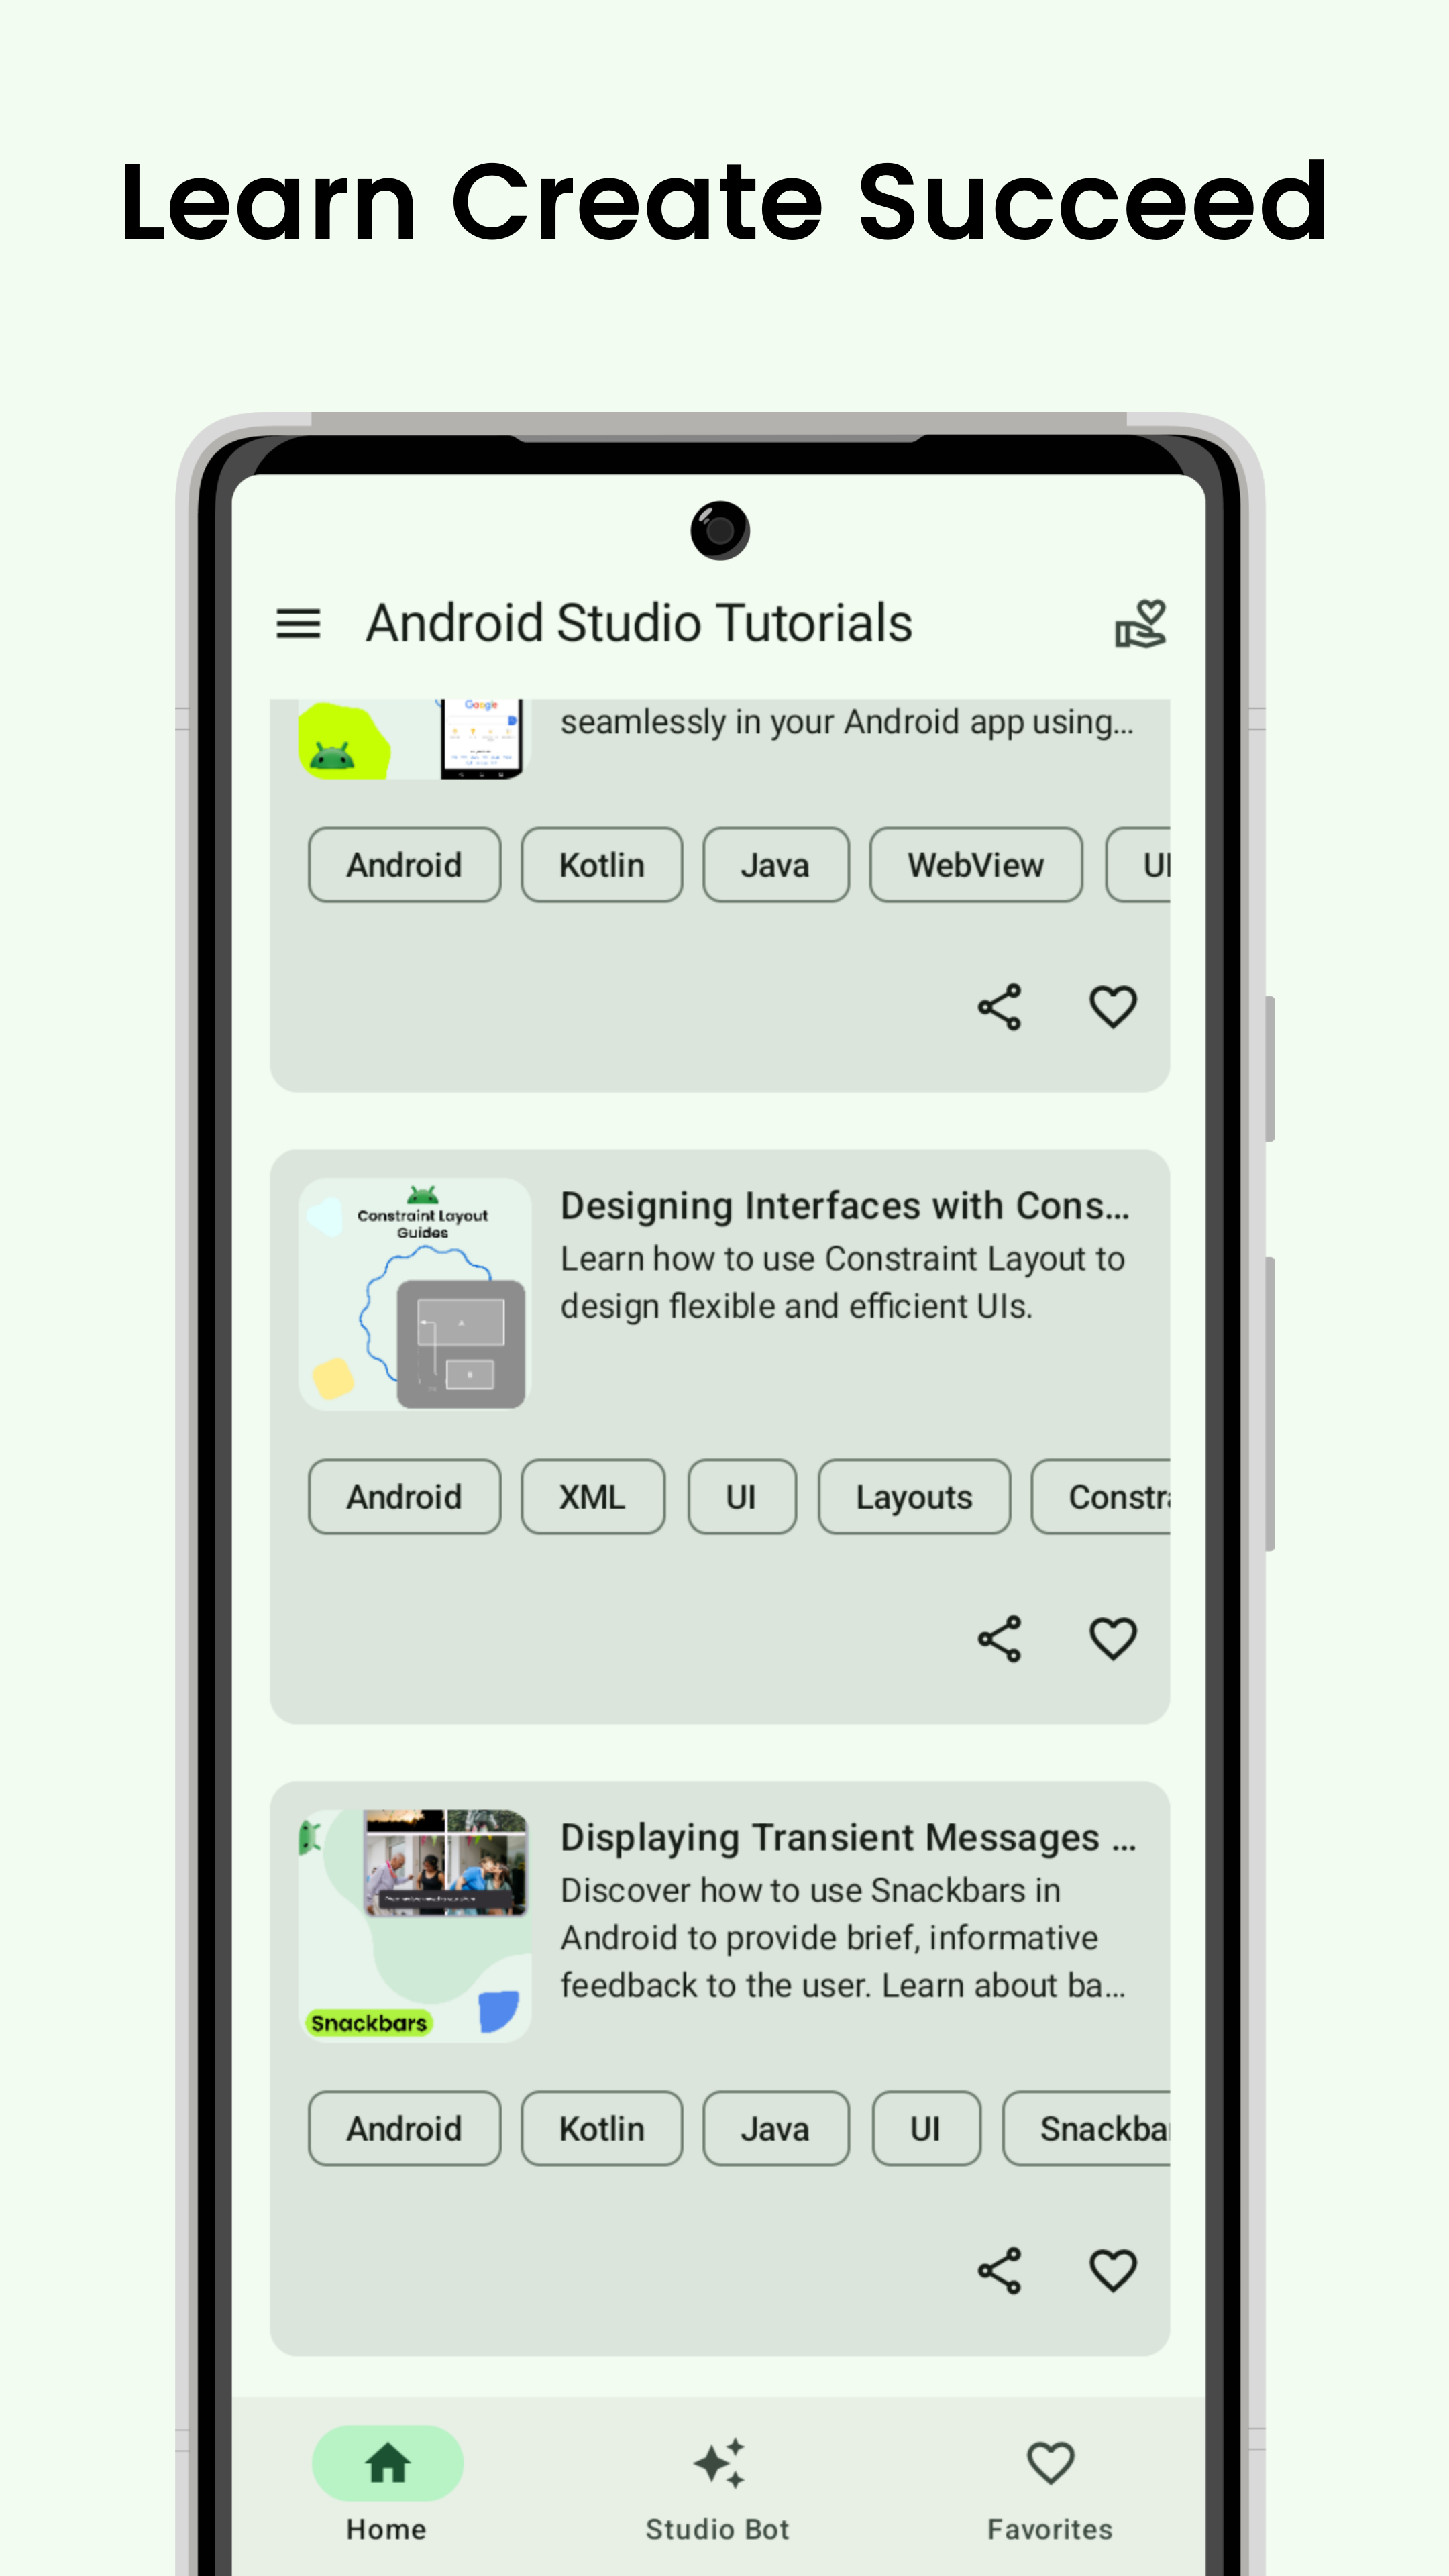 Learn Create Succeed
Android Studio Tutorials
Google
seamlessly in your Android app using...
Android Kotlin Java WebView UI
Constraint Layout
Guides
Designing Interfaces with Cons...
Learn how to use Constraint Layout to
design flexible and efficient UIs.
A
B
Android XML UI Layouts Constra
Displaying Transient Messages ...
Discover how to use Snackbars in
Android to provide brief, informative
feedback to the user. Learn about ba...
Snackbars
Android Kotlin Java UI Snackbar
Home Studio Bot Favorites